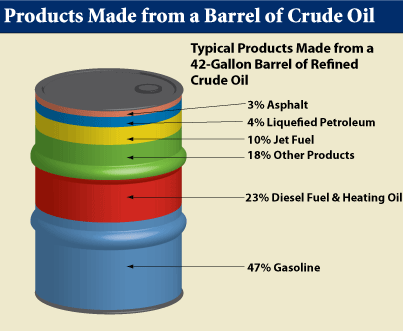 Products Made from a Barrel of Crude Oil
Typical Products Made from a
42-Gallon Barrel of Refined
Crude Oil
3% Asphalt
4% Liquefied Petroleum
10% Jet Fuel
18% Other Products
23% Diesel Fuel & Heating Oil
47% Gasoline